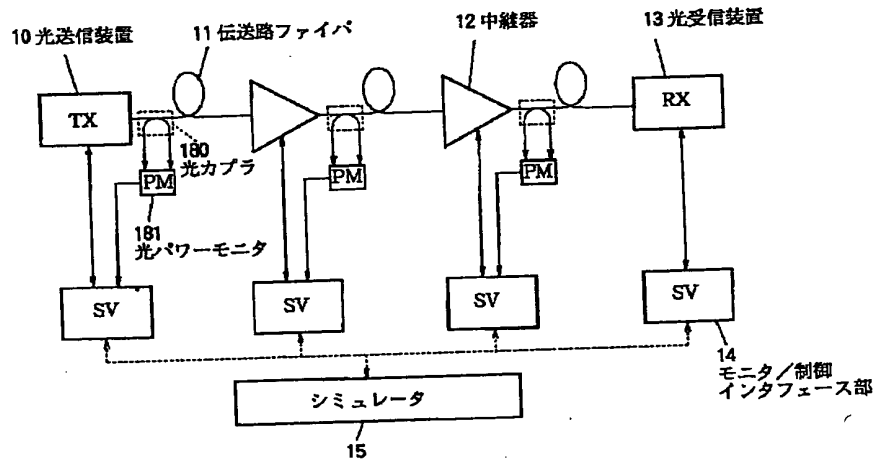 10 光送信装置
11 伝送路ファイバ
12 中継器
13 光受信装置
TX
RX
180
光カプラ
PM
PM
PM
181
光パワーモニタ
SV
SV
SV
SV
14
モニタ/制御
インタフェース部
シミュレータ
15